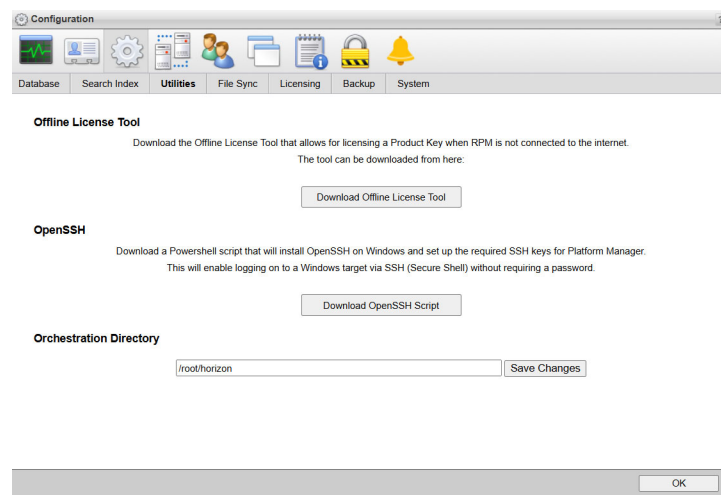 Configuration
Database Search Index Utilities File Sync Licensing Backup System
Offline License Tool
Download the Offline License Tool that allows for licensing a Product Key when RPM is not connected to the internet.
The tool can be downloaded from here:
Download Offline License Tool
OpenSSH
Download a Powershell script that will install OpenSSH on Windows and set up the required SSH keys for Platform Manager.
This will enable logging on to a Windows target via SSH (Secure Shell) without requiring a password.
Download OpenSSH Script
Orchestration Directory
/root/horizon Save Changes
OK